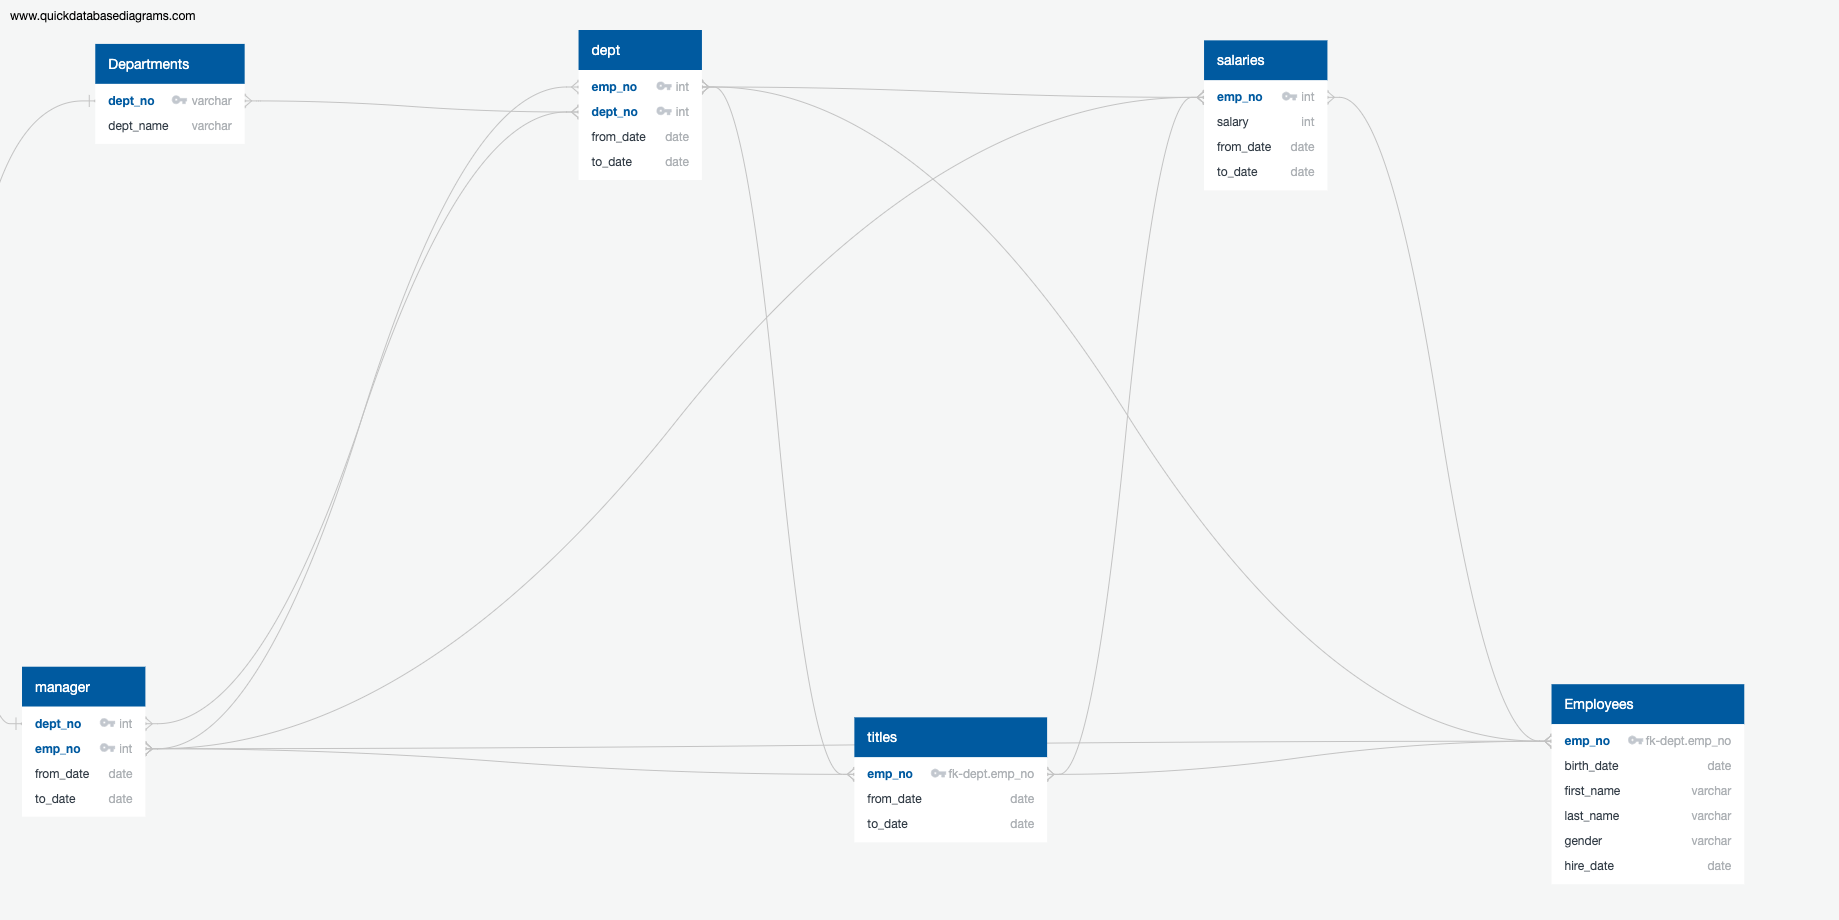 www.quickdatabasediagrams.com
Departments
dept_no varchar
dept_name varchar
dept
emp_no int
dept_no int
from_date date
to_date date
salaries
emp_no int
salary int
from_date date
to_date date
manager
dept_no int
emp_no int
from_date date
to_date date
titles
emp_no fk-dept.emp_no
from_date date
to_date date
Employees
emp_no fk-dept.emp_no
birth_date date
first_name varchar
last_name varchar
gender varchar
hire_date date